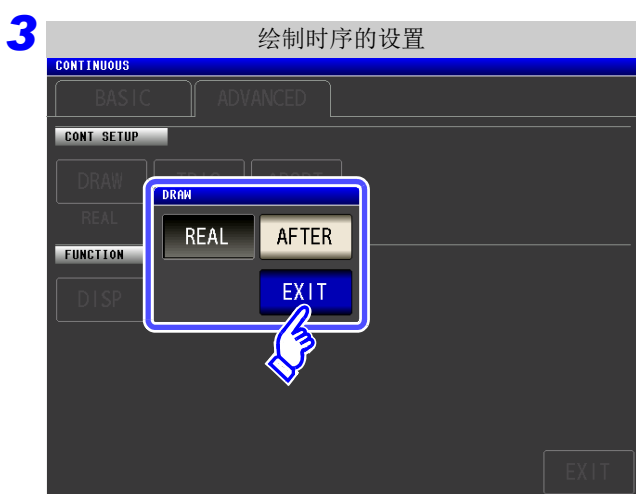 3 绘制时序的设置
CONTINUOUS
BASIC ADVANCED
CONT SETUP
DRAW
DRAW
REAL
REAL AFTER
FUNCTION
DISP
EXIT
EXIT